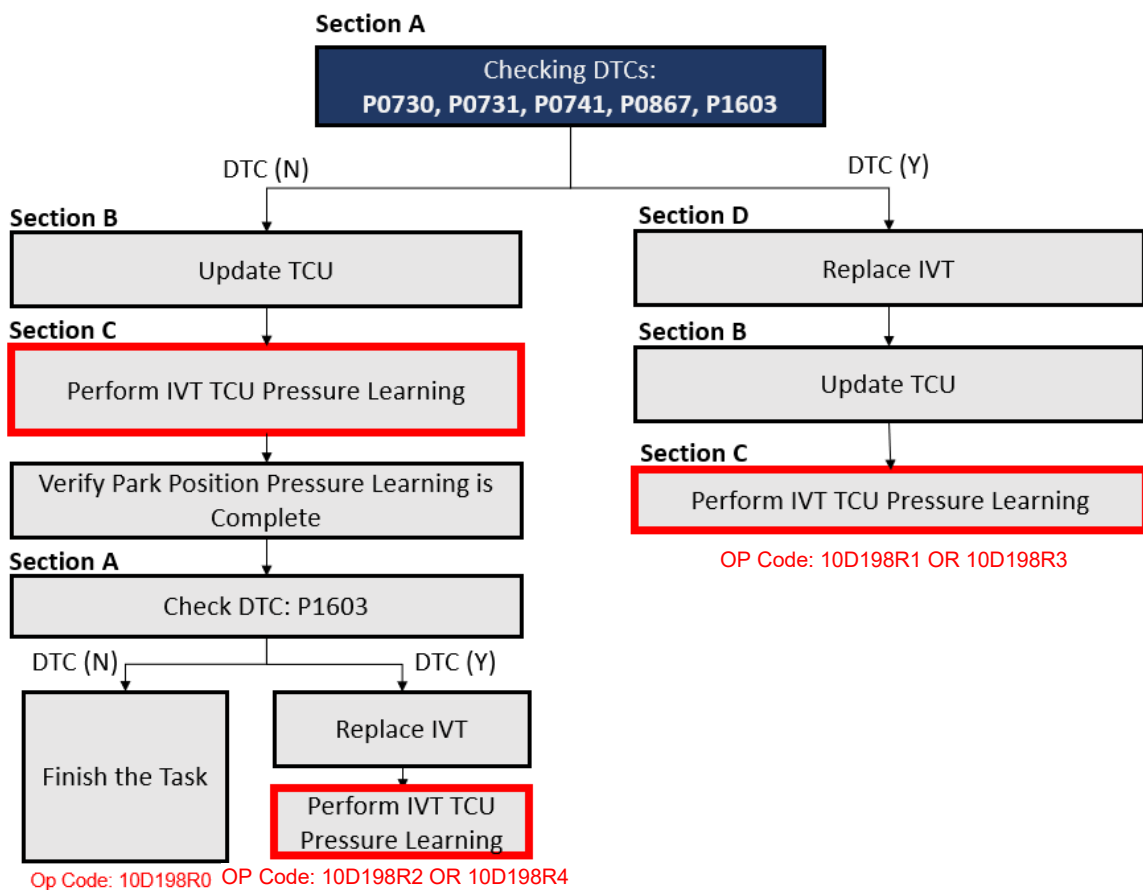 Section A
Checking DTCs:
P0730, P0731, P0741, P0867, P1603
DTC (N)
DTC (Y)
Section B
Update TCU
Section C
Perform IVT TCU Pressure Learning
Verify Park Position Pressure Learning is
Complete
Section A
Check DTC: P1603
DTC (N)
DTC (Y)
Finish the Task
Replace IVT
Perform IVT TCU
Pressure Learning
Op Code: 10D198R0
OP Code: 10D198R2 OR 10D198R4
Section D
Replace IVT
Section B
Update TCU
Section C
Perform IVT TCU Pressure Learning
OP Code: 10D198R1 OR 10D198R3